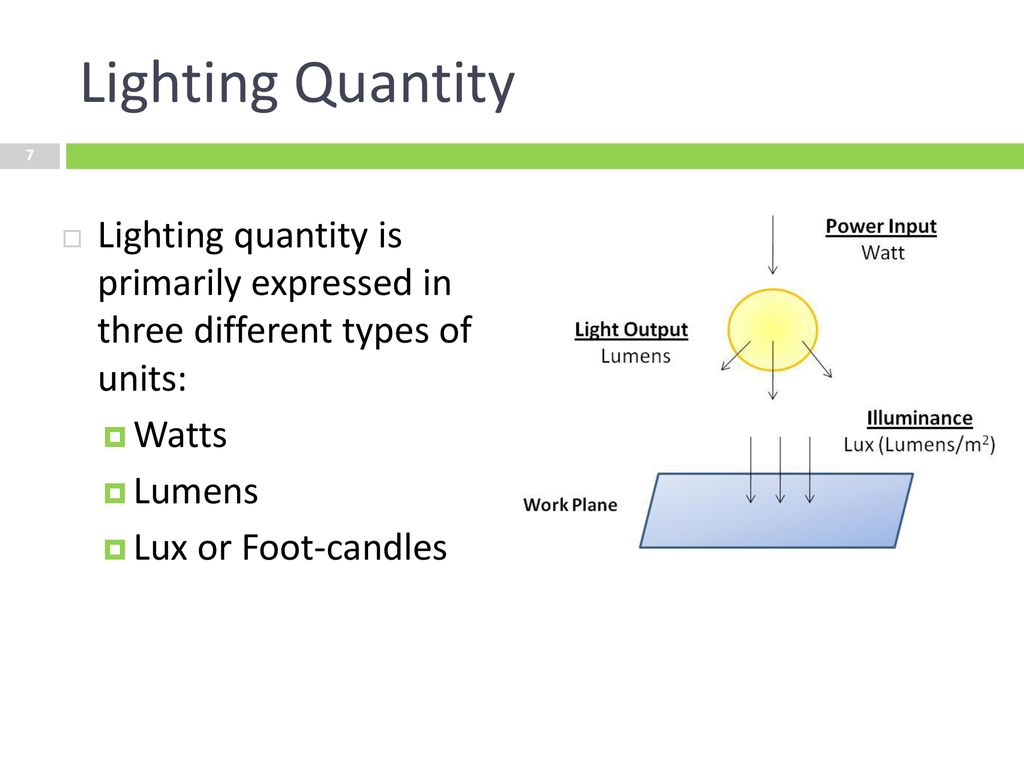 Lighting Quantity
7
Lighting quantity is
primarily expressed in
three different types of
units:
Watts
Lumens
Lux or Foot-candles
Power Input
Watt
Light Output
Lumens
Illuminance
Lux (Lumens/m²)
Work Plane